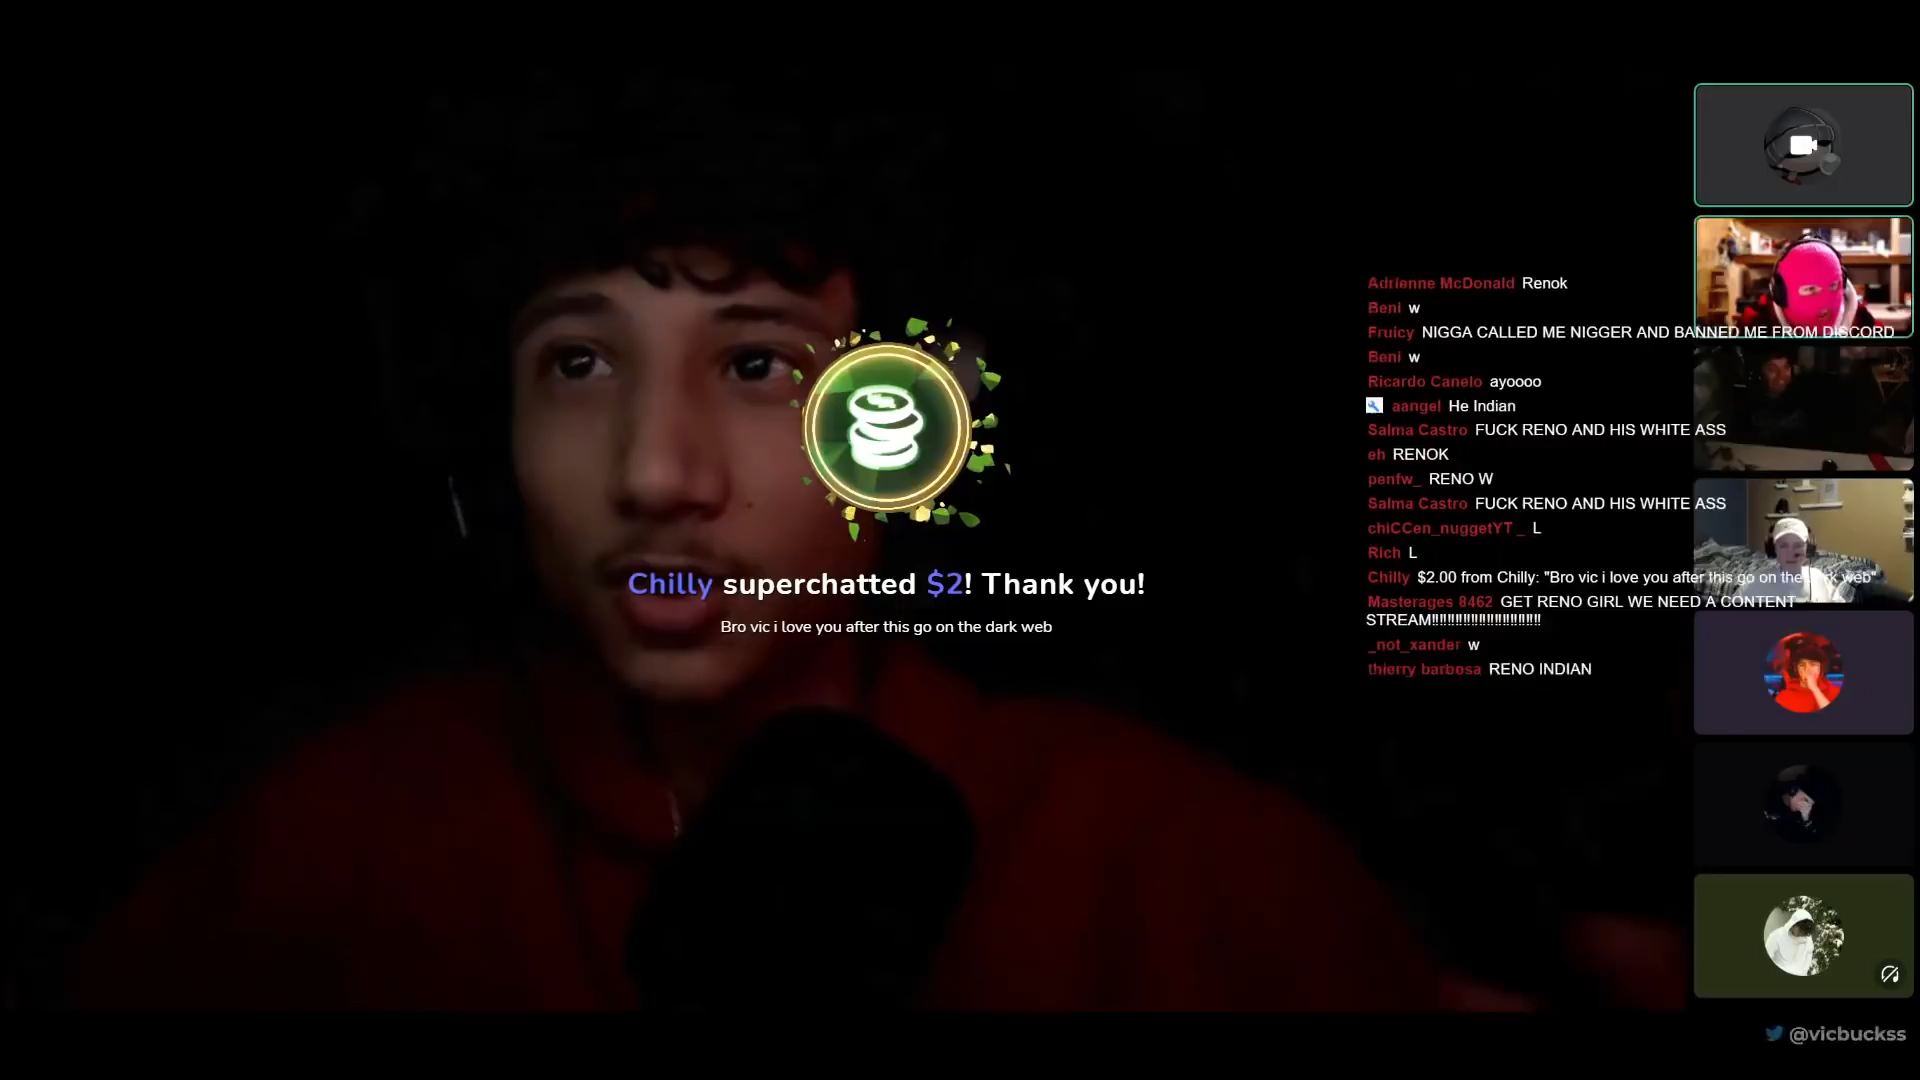 Adrienne McDonald Renok
Beni w
Fruicy NIGGA CALLED ME NIGGER AND BANNED ME FROM DISCORD
Beni w
Ricardo Canelo ayoooo
aangel He Indian
Salma Castro FUCK RENO AND HIS WHITE ASS
eh RENOK
penfw_ RENO W
Salma Castro FUCK RENO AND HIS WHITE ASS
chiCCen_nuggetYT _ L
Rich L
Chilly $2.00 from Chilly: "Bro vic i love you after this go on the dark web"
Masterages 8462 GET RENO GIRL WE NEED A CONTENT
STREAM!!!!!!!!!!!!!!!!!!!!!!!!!!!!
_not_xander w
thierry barbosa RENO INDIAN
Chilly superchatted $2! Thank you!
Bro vic i love you after this go on the dark web
@vicbuckss